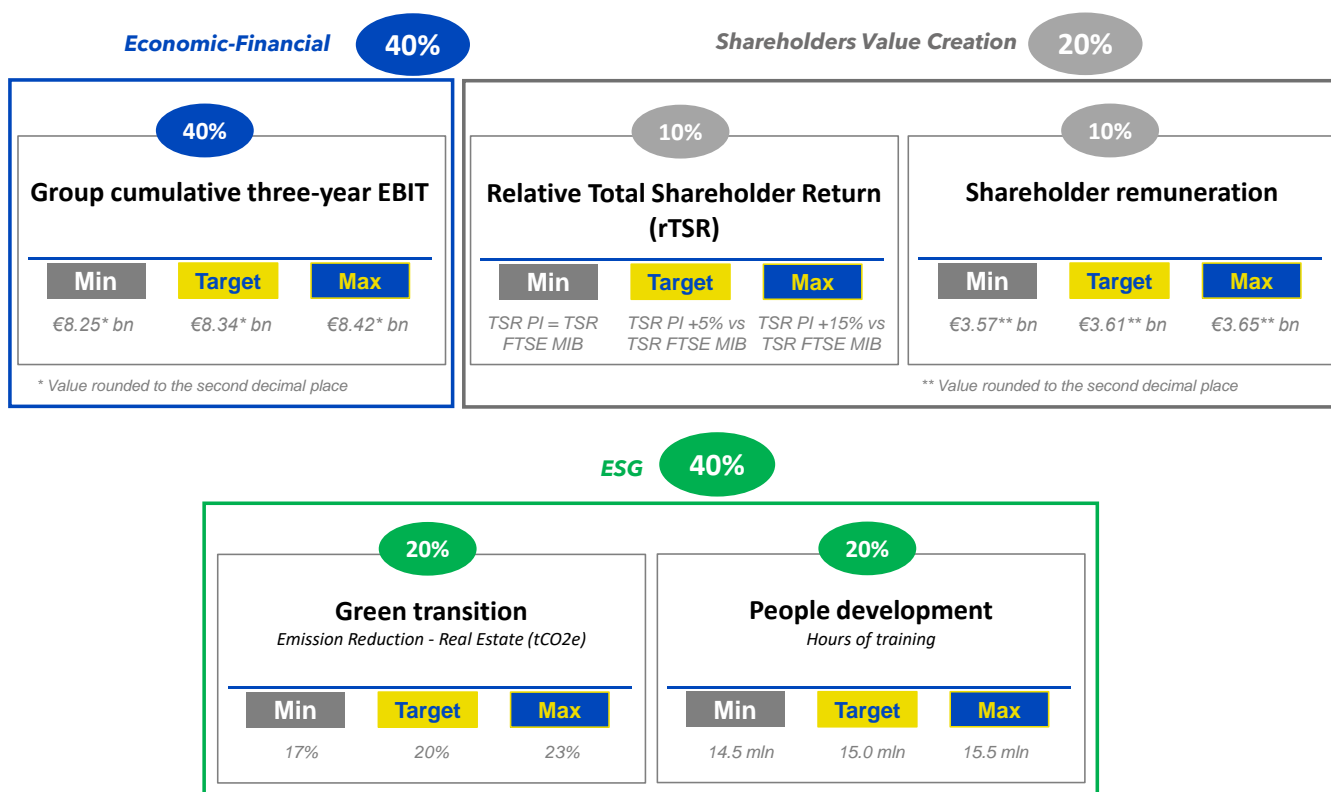 Economic-Financial 40%
Shareholders Value Creation 20%
40%
Group cumulative three-year EBIT
Min Target Max
€8.25* bn €8.34* bn €8.42* bn
* Value rounded to the second decimal place
10%
Relative Total Shareholder Return
(rTSR)
Min Target Max
TSR PI = TSR TSR PI +5% vs TSR PI +15% vs
FTSE MIB TSR FTSE MIB TSR FTSE MIB
10%
Shareholder remuneration
Min Target Max
€3.57** bn €3.61** bn €3.65** bn
** Value rounded to the second decimal place
ESG 40%
20%
Green transition
Emission Reduction - Real Estate (tCO2e)
Min Target Max
17% 20% 23%
20%
People development
Hours of training
Min Target Max
14.5 mln 15.0 mln 15.5 mln